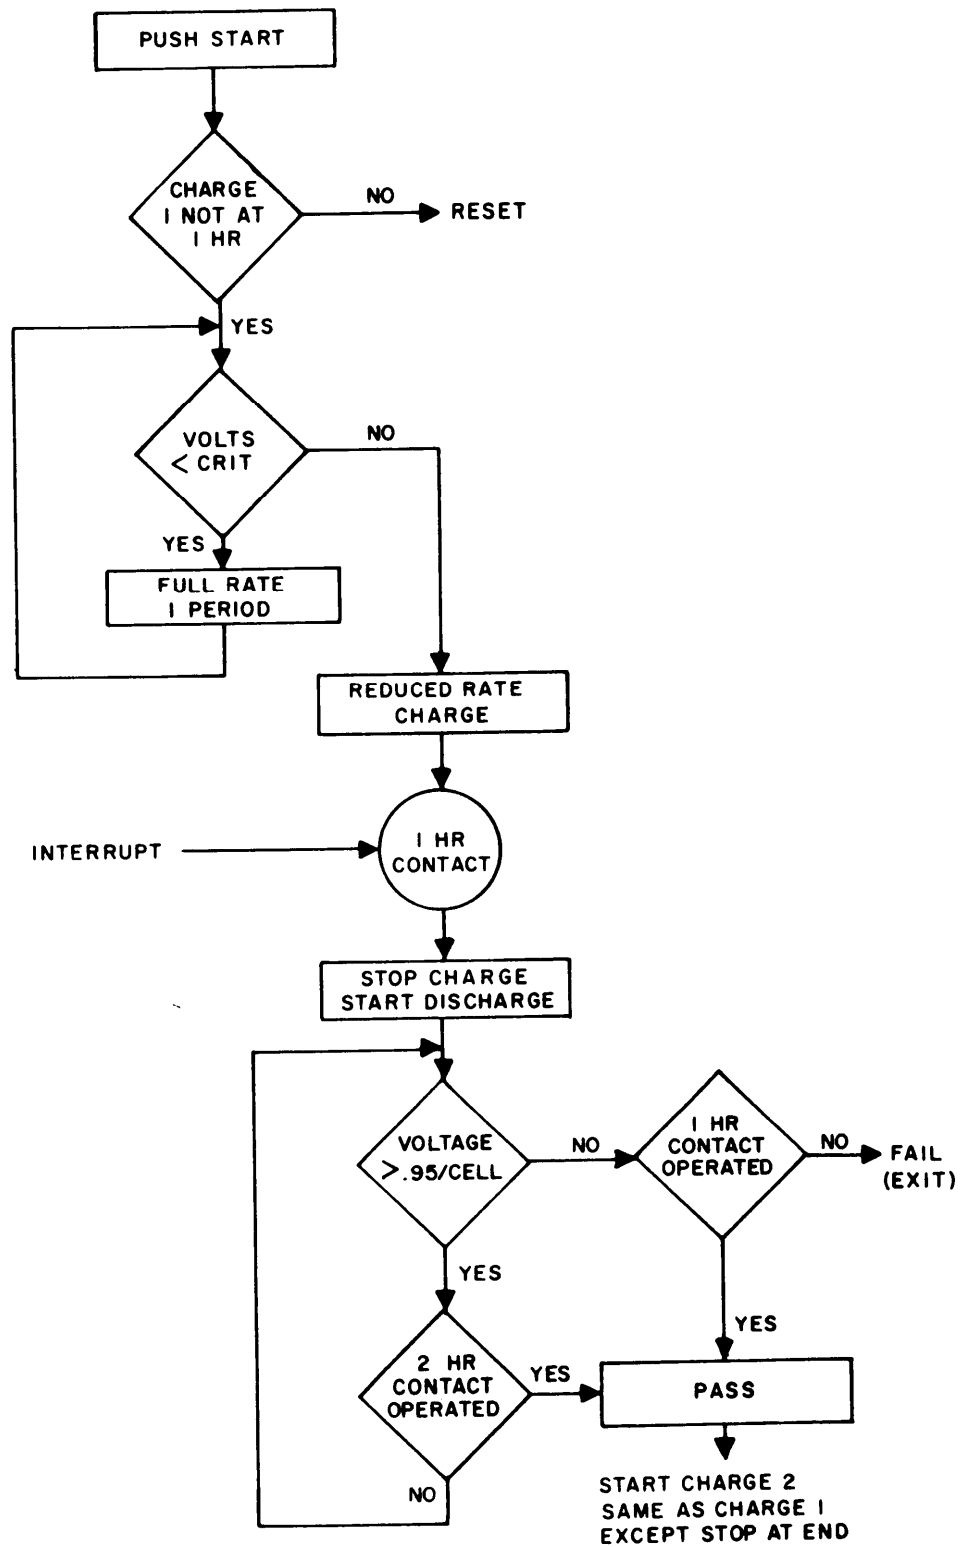 PUSH START
CHARGE
1 NOT AT
1 HR
NO
RESET
YES
VOLTS
< CRIT
NO
YES
FULL RATE
1 PERIOD
REDUCED RATE
CHARGE
INTERRUPT
1 HR
CONTACT
STOP CHARGE
START DISCHARGE
VOLTAGE
>.95/CELL
NO
1 HR
CONTACT
OPERATED
NO
FAIL
(EXIT)
YES
YES
2 HR
CONTACT
OPERATED
YES
PASS
NO
START CHARGE 2
SAME AS CHARGE 1
EXCEPT STOP AT END